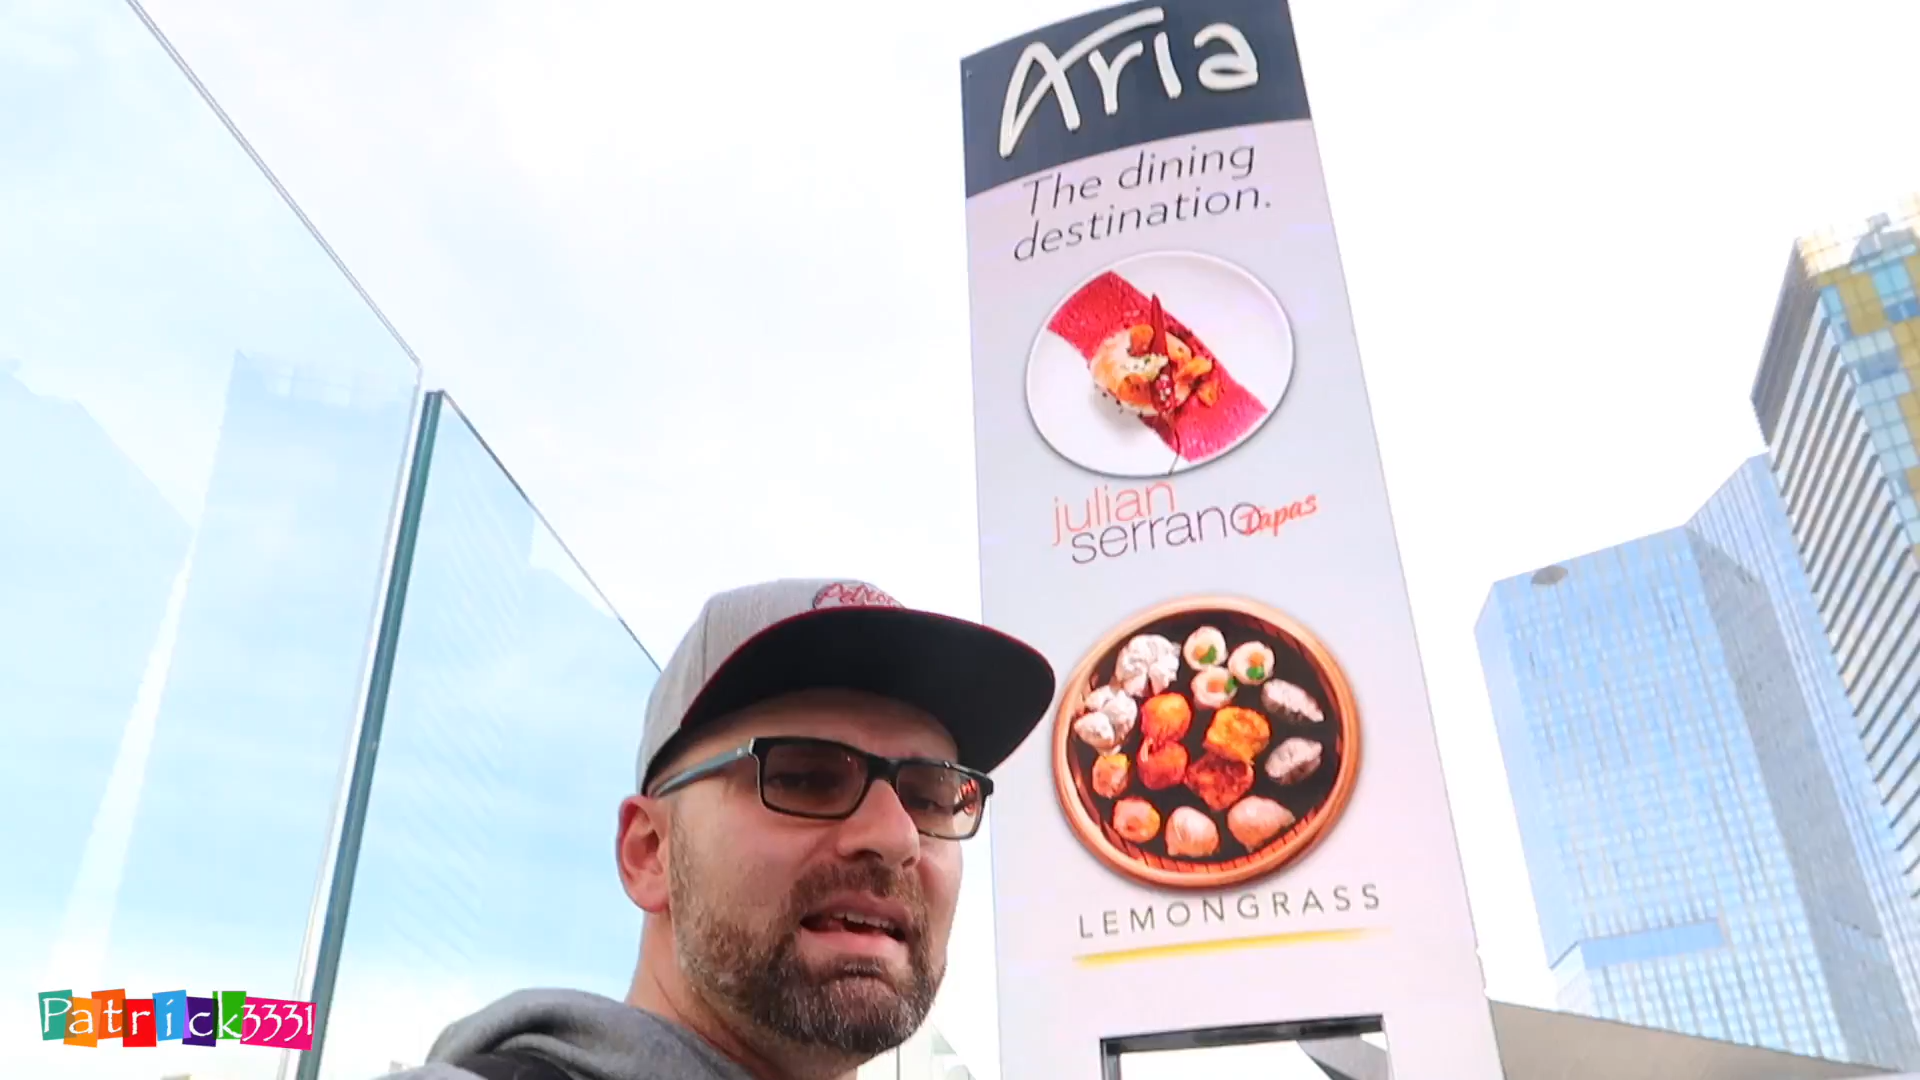 Aria
The dining
destination.
julian
serrano Tapas
LEMONGRASS
Patrick3331